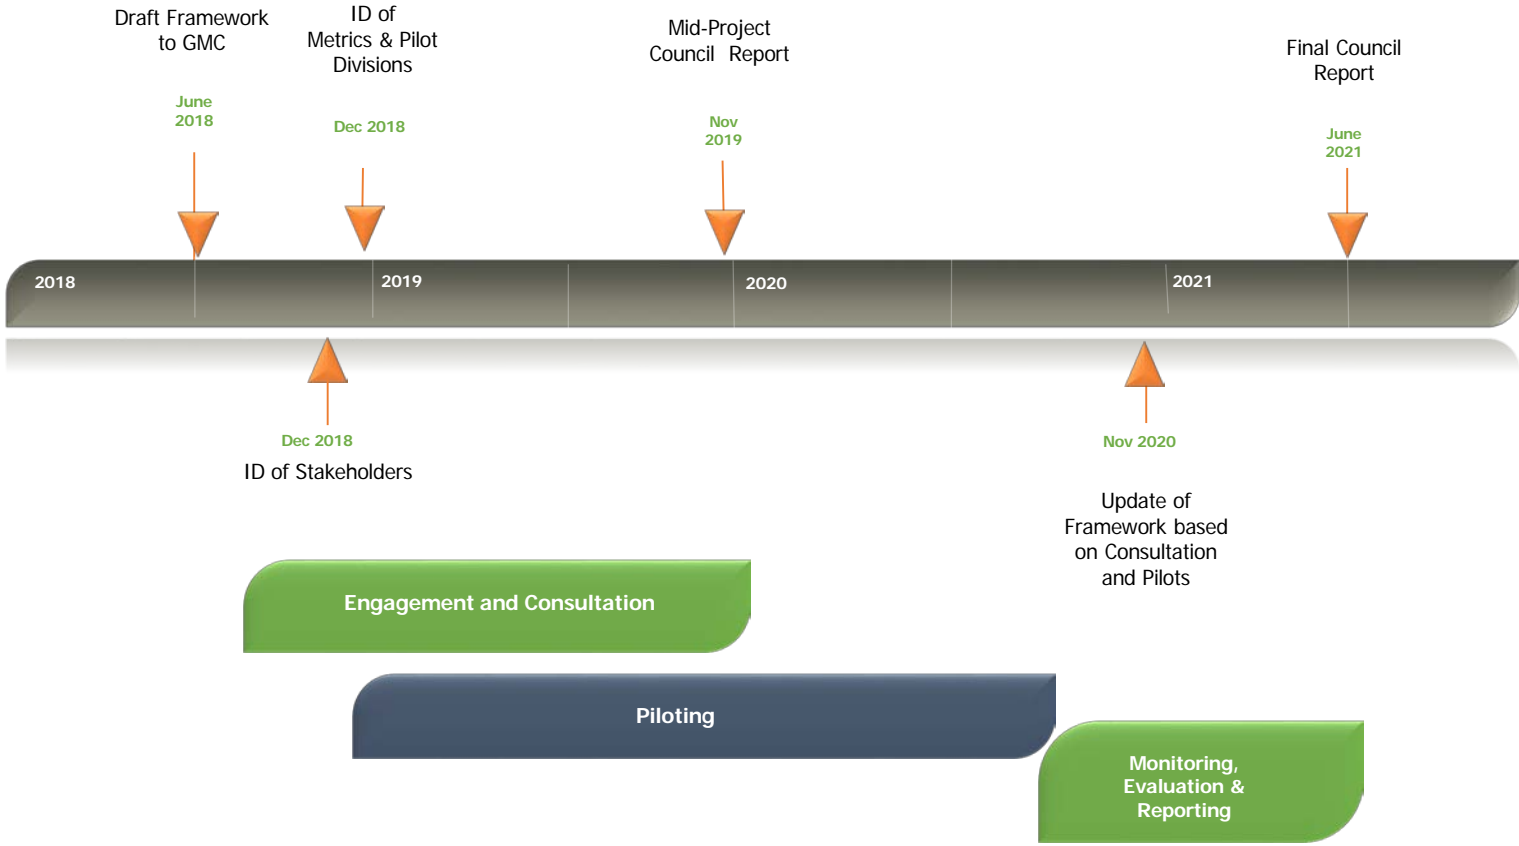 Draft Framework
to GMC
June
2018
ID of
Metrics & Pilot
Divisions
Dec 2018
Mid-Project
Council Report
Nov
2019
Final Council
Report
June
2021
2018
2019
2020
2021
Dec 2018
ID of Stakeholders
Nov 2020
Update of
Framework based
on Consultation
and Pilots
Engagement and Consultation
Piloting
Monitoring,
Evaluation &
Reporting